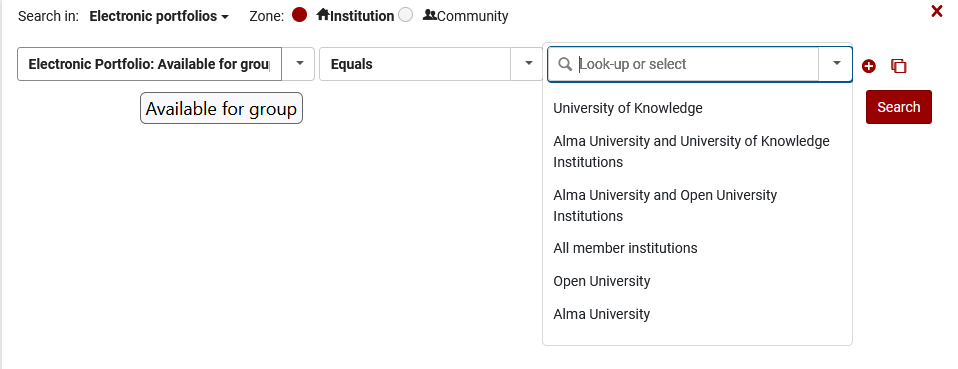 Search in: Electronic portfolios Zone: Institution Community
Electronic Portfolio: Available for grou Equals Look-up or select
Available for group
Search
University of Knowledge
Alma University and University of Knowledge
Institutions
Alma University and Open University
Institutions
All member institutions
Open University
Alma University